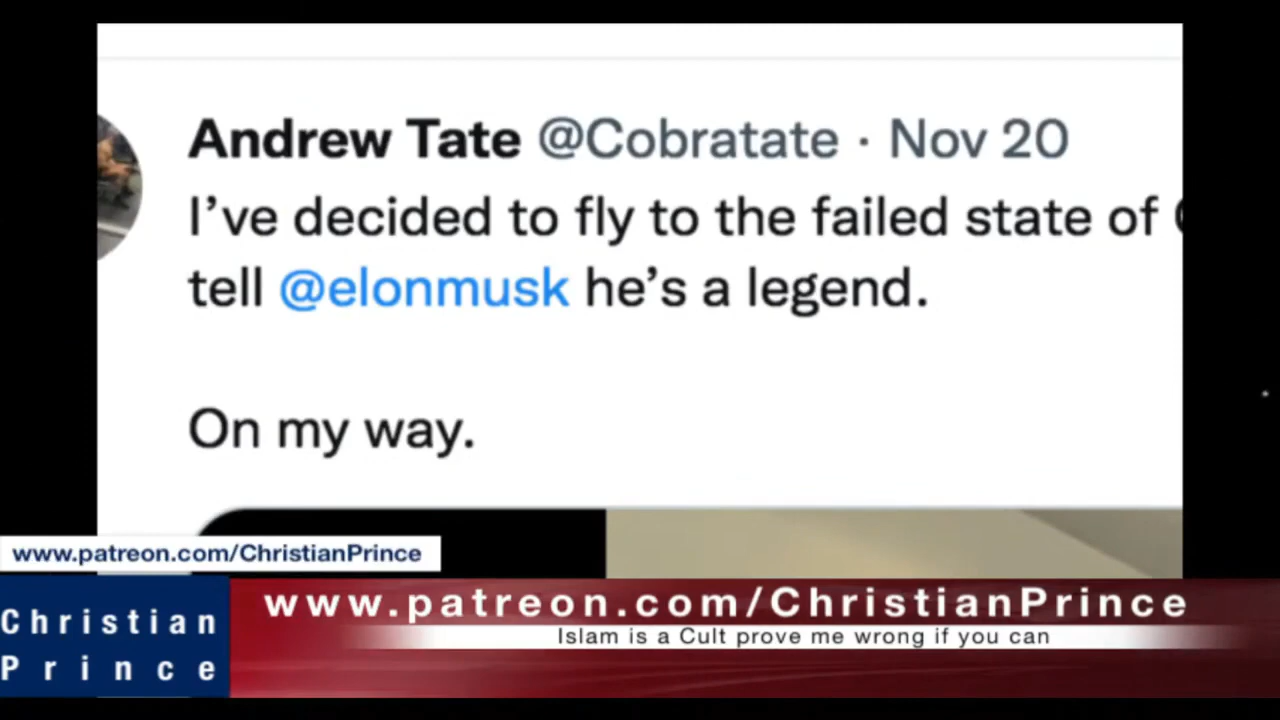 Andrew Tate @Cobratate · Nov 20
I’ve decided to fly to the failed state of
tell @elonmusk he’s a legend.
On my way.
www.patreon.com/ChristianPrince
www.patreon.com/ChristianPrince
Islam is a Cult prove me wrong if you can
Christian
Prince